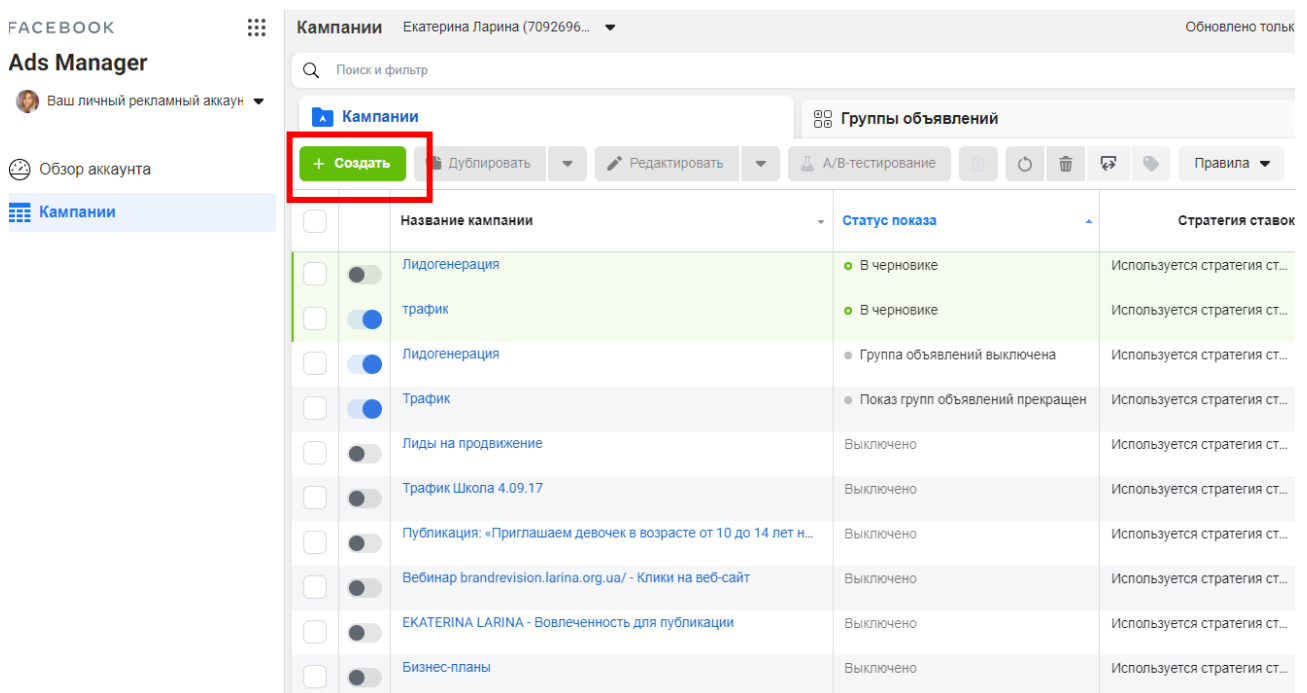 FACEBOOK
Ads Manager
Ваш личный рекламный аккаун
Обзор аккаунта
Кампании
Кампании Екатерина Ларина (7092696... Обновлено тольк
Поиск и фильтр
Кампании Группы объявлений
+ Создать Дублировать Редактировать A/B-тестирование Правила
Название кампании Статус показа Стратегия ставок
Лидогенерация В черновике Используется стратегия ст...
трафик В черновике Используется стратегия ст...
Лидогенерация Группа объявлений выключена Используется стратегия ст...
Трафик Показ групп объявлений прекращен Используется стратегия ст...
Лиды на продвижение Выключено Используется стратегия ст...
Трафик Школа 4.09.17 Выключено Используется стратегия ст...
Публикация: «Приглашаем девочек в возрасте от 10 до 14 лет н... Выключено Используется стратегия ст...
Вебинар brandrevision.larina.org.ua/ - Клики на веб-сайт Выключено Используется стратегия ст...
EKATERINA LARINA - Вовлеченность для публикации Выключено Используется стратегия ст...
Бизнес-планы Выключено Используется стратегия ст...